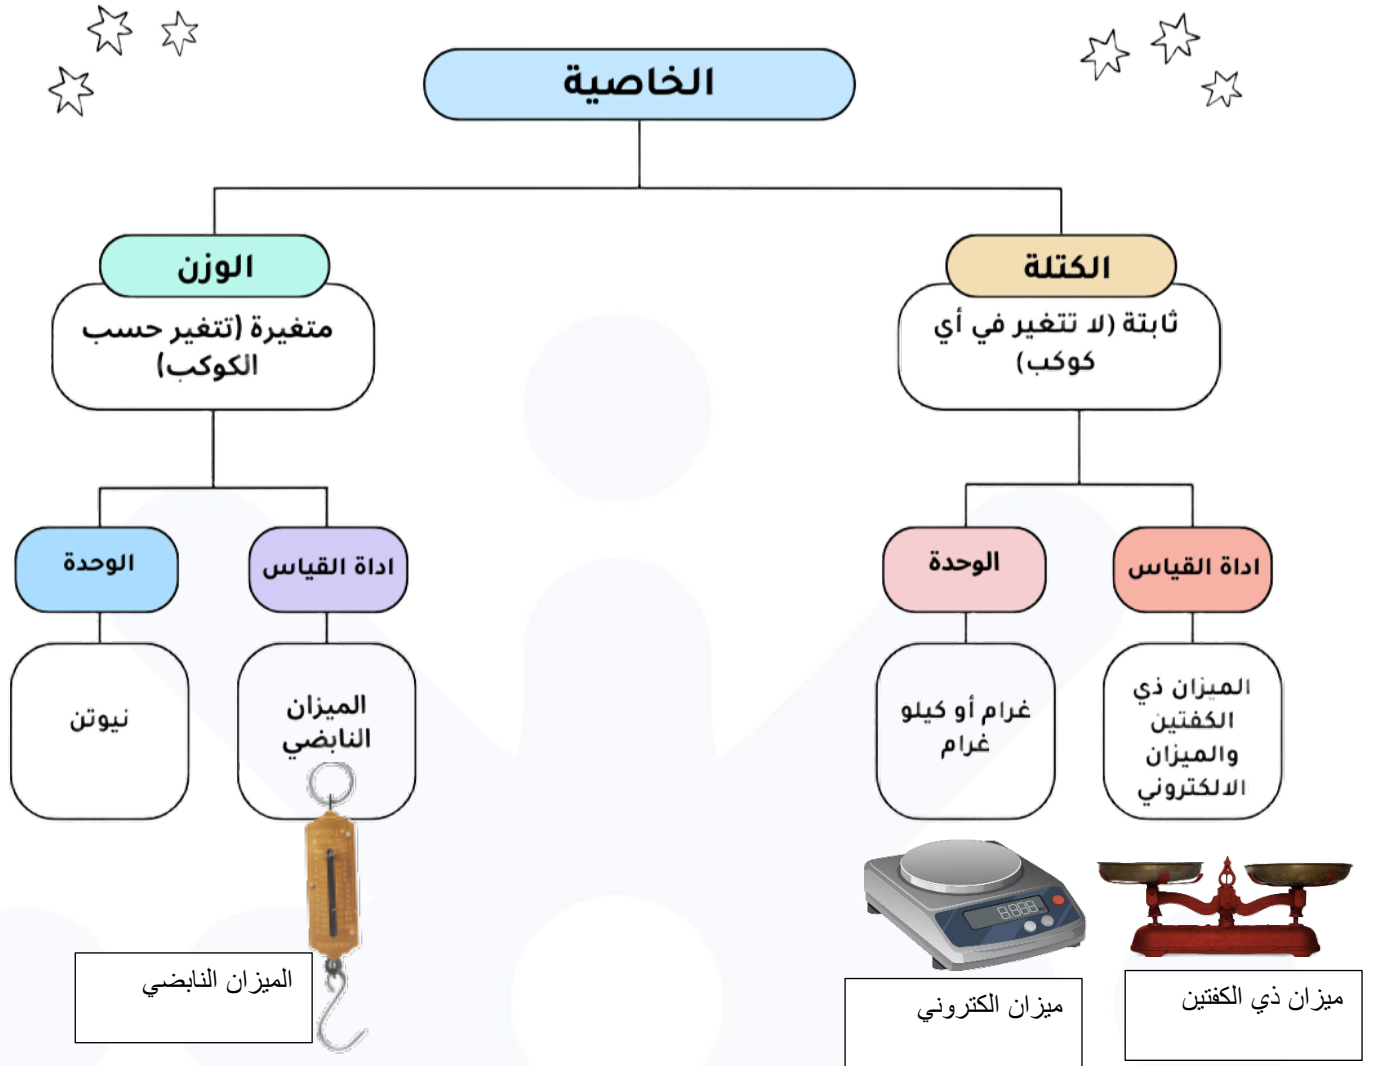 الخاصية
الكتلة
ثابتة (لا تتغير في أي
كوكب)
اداة القياس
الميزان ذي
الكفتين
والميزان
الالكتروني
الوحدة
غرام أو كيلو
غرام
ميزان ذي الكفتين
ميزان الكتروني
الوزن
متغيرة (تتغير حسب
الكوكب)
اداة القياس
الميزان
النابضي
الوحدة
نيوتن
الميزان النابضي